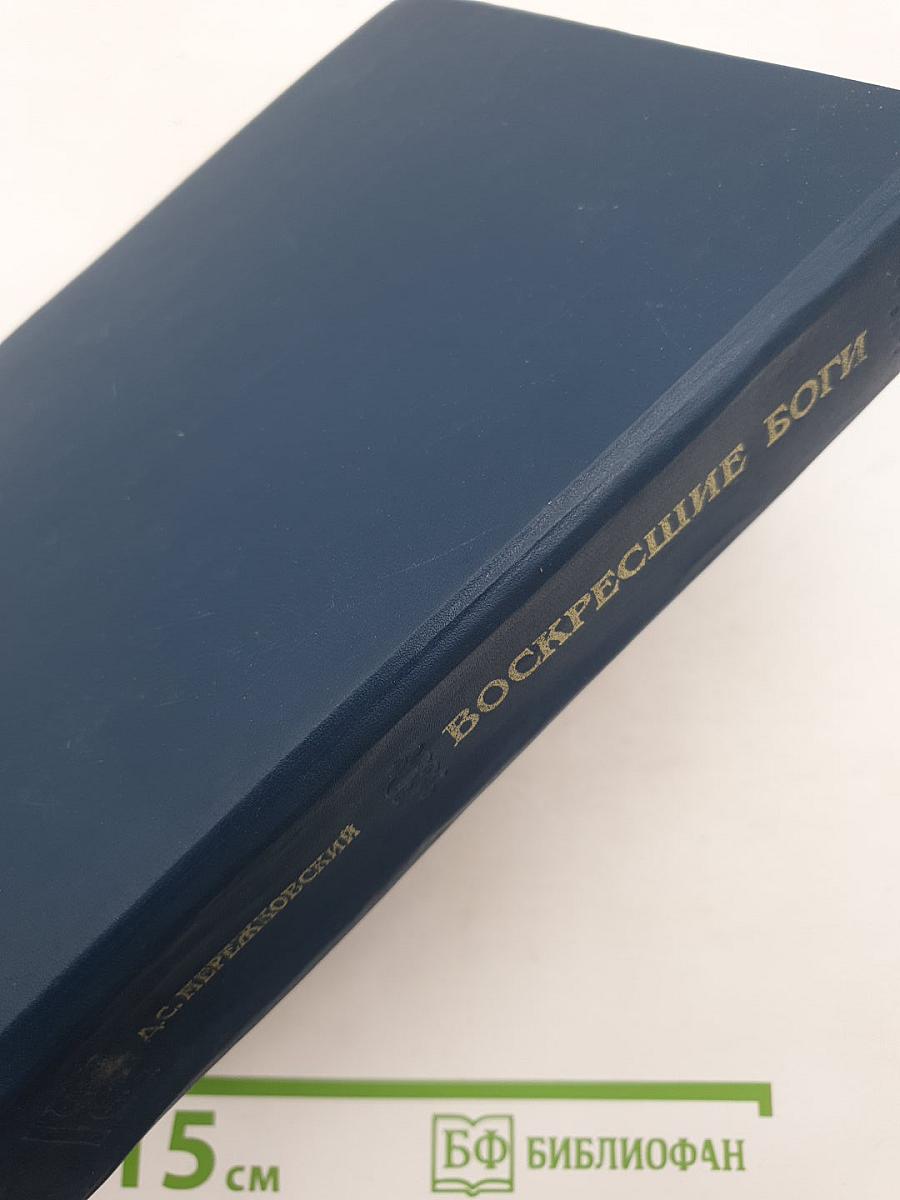 Д.С. МЕРЕЖКОВСКИЙ
ВОСКРЕСШИЕ БОГИ
15 см
БФ БИБЛИОФАН